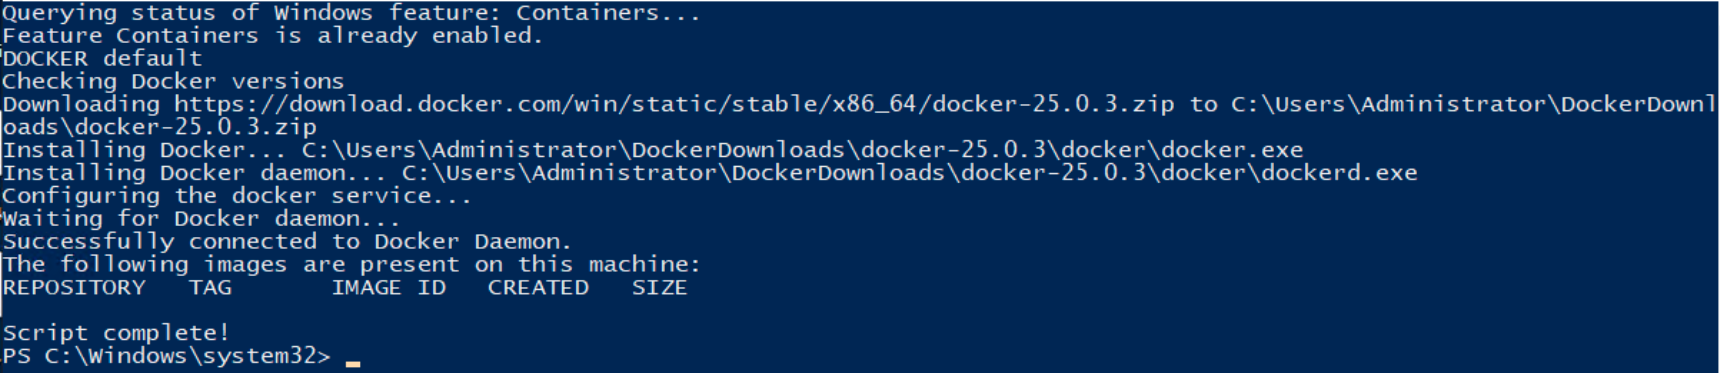 Querying status of Windows feature: Containers...
Feature Containers is already enabled.
DOCKER default
Checking Docker versions
Downloading https://download.docker.com/win/static/stable/x86_64/docker-25.0.3.zip to C:\Users\Administrator\DockerDownl
oads\docker-25.0.3.zip
Installing Docker... C:\Users\Administrator\DockerDownloads\docker-25.0.3\docker\docker.exe
Installing Docker daemon... C:\Users\Administrator\DockerDownloads\docker-25.0.3\docker\dockerd.exe
Configuring the docker service...
Waiting for Docker daemon...
Successfully connected to Docker Daemon.
The following images are present on this machine:
REPOSITORY   TAG       IMAGE ID   CREATED   SIZE
Script complete!
PS C:\Windows\system32>